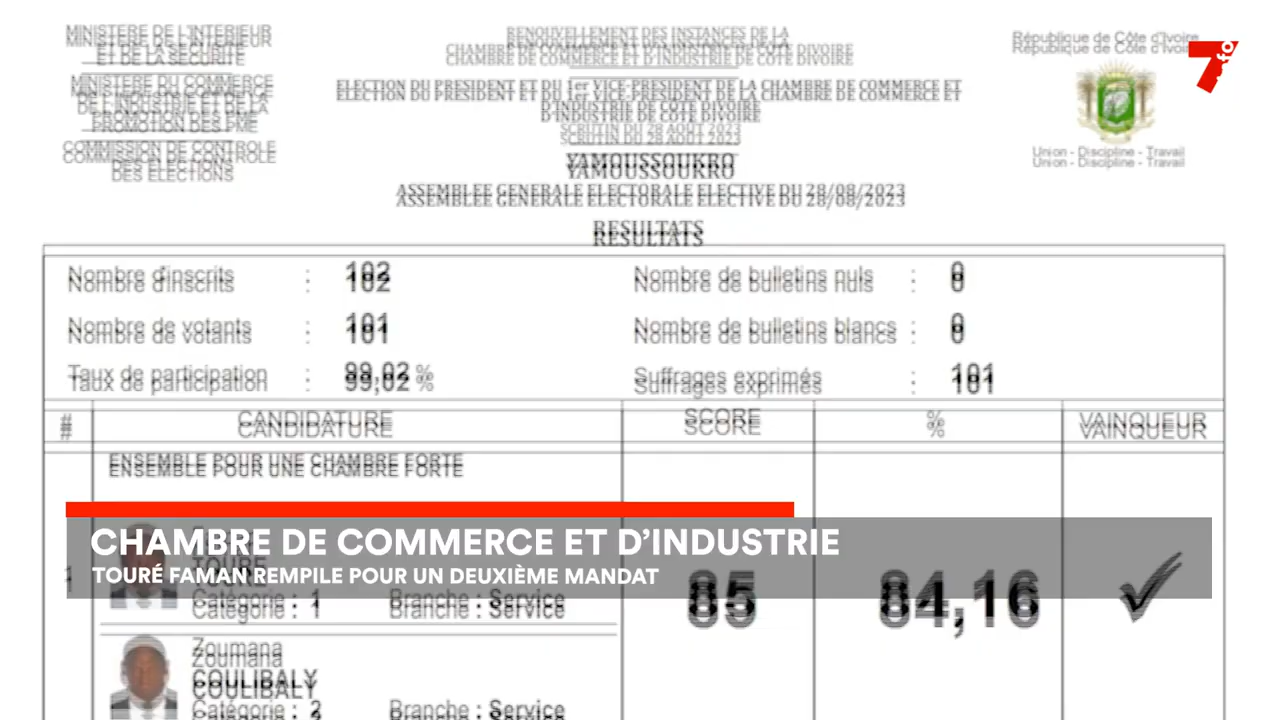 MINISTERE DE L'INTERIEUR
ET DE LA SECURITE
MINISTERE DU COMMERCE
DE L'INDUSTRIE ET DE LA
PROMOTION DES PME
COMMISSION DE CONTROLE
DES ELECTIONS
RENOUVELLEMENT DES INSTANCES DE LA
CHAMBRE DE COMMERCE ET D'INDUSTRIE DE COTE DIVOIRE
ELECTION DU PRESIDENT ET DU 1er VICE-PRESIDENT DE LA CHAMBRE DE COMMERCE ET
D'INDUSTRIE DE COTE DIVOIRE
SCRUTIN DU 28 AOUT 2023
YAMOUSSOUKRO
ASSEMBLEE GENERALE ELECTORALE ELECTIVE DU 28/08/2023
RESULTATS
République de Côte d'Ivoire
Union - Discipline - Travail
7
Nombre d'inscrits : 102
Nombre de bulletins nuls : 0
Nombre de votants : 101
Nombre de bulletins blancs : 0
Taux de participation : 99,02 %
Suffrages exprimés : 101
# CANDIDATURE SCORE % VAINQUEUR
ENSEMBLE POUR UNE CHAMBRE FORTE
CHAMBRE DE COMMERCE ET D'INDUSTRIE
TOURÉ FAMAN REMPILE POUR UN DEUXIÈME MANDAT
1
TOURE
85 84,16
Catégorie : 1 Branche : Service
Zoumana
COULIBALY
Catégorie : 2 Branche : Service